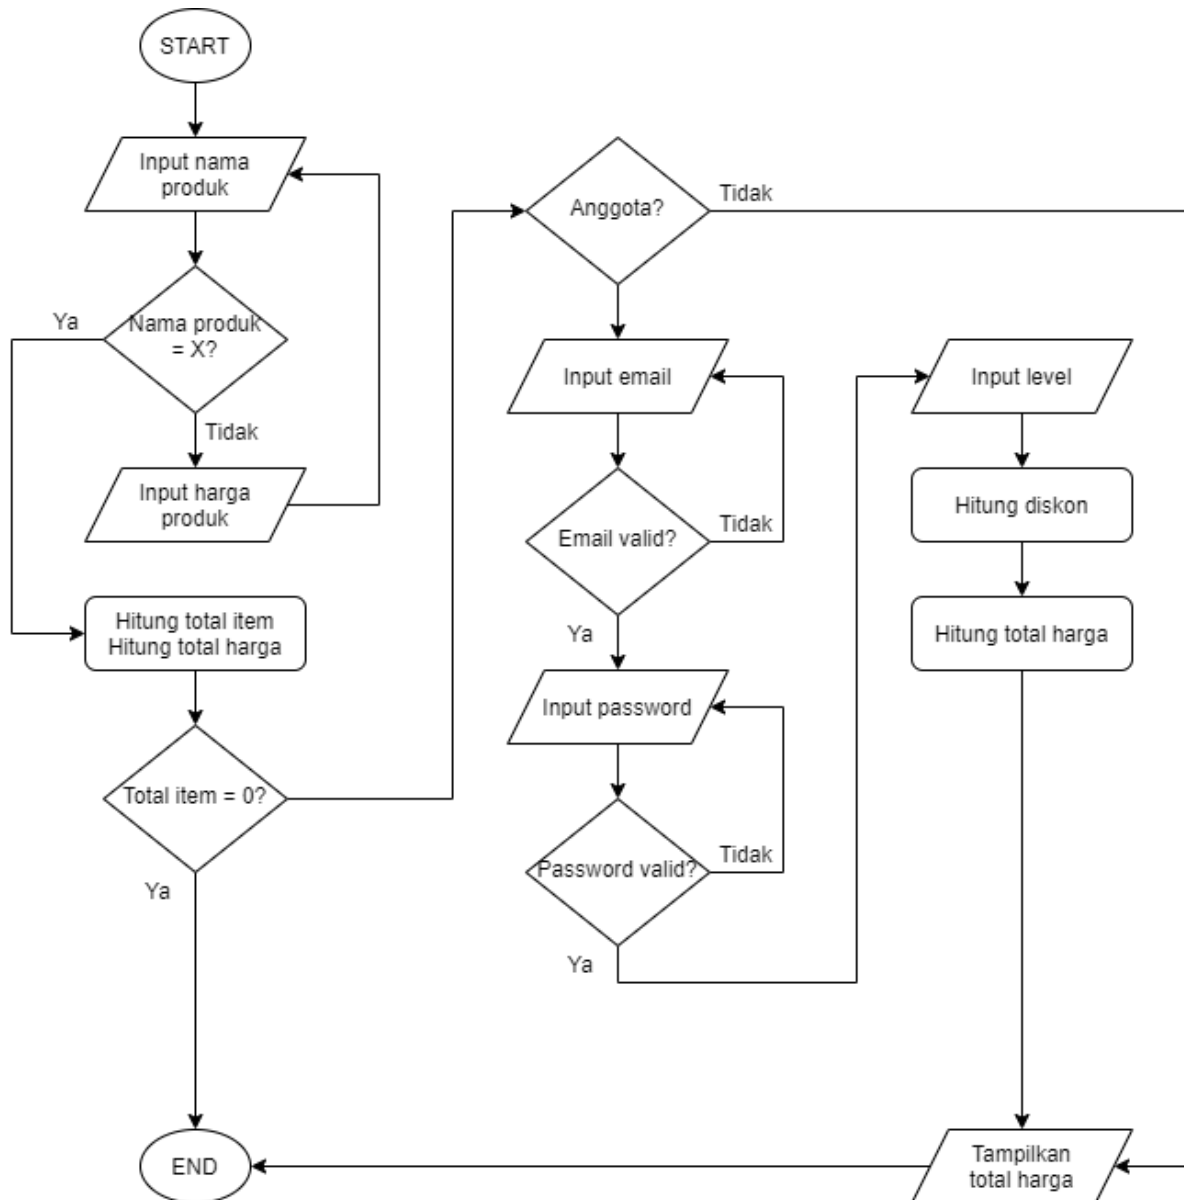 START
Input nama
produk
Nama produk
= X?
Ya
Tidak
Input harga
produk
Hitung total item
Hitung total harga
Total item = 0?
Ya
END
Anggota?
Tidak
Input email
Email valid?
Tidak
Ya
Input password
Password valid?
Tidak
Ya
Input level
Hitung diskon
Hitung total harga
Tampilkan
total harga